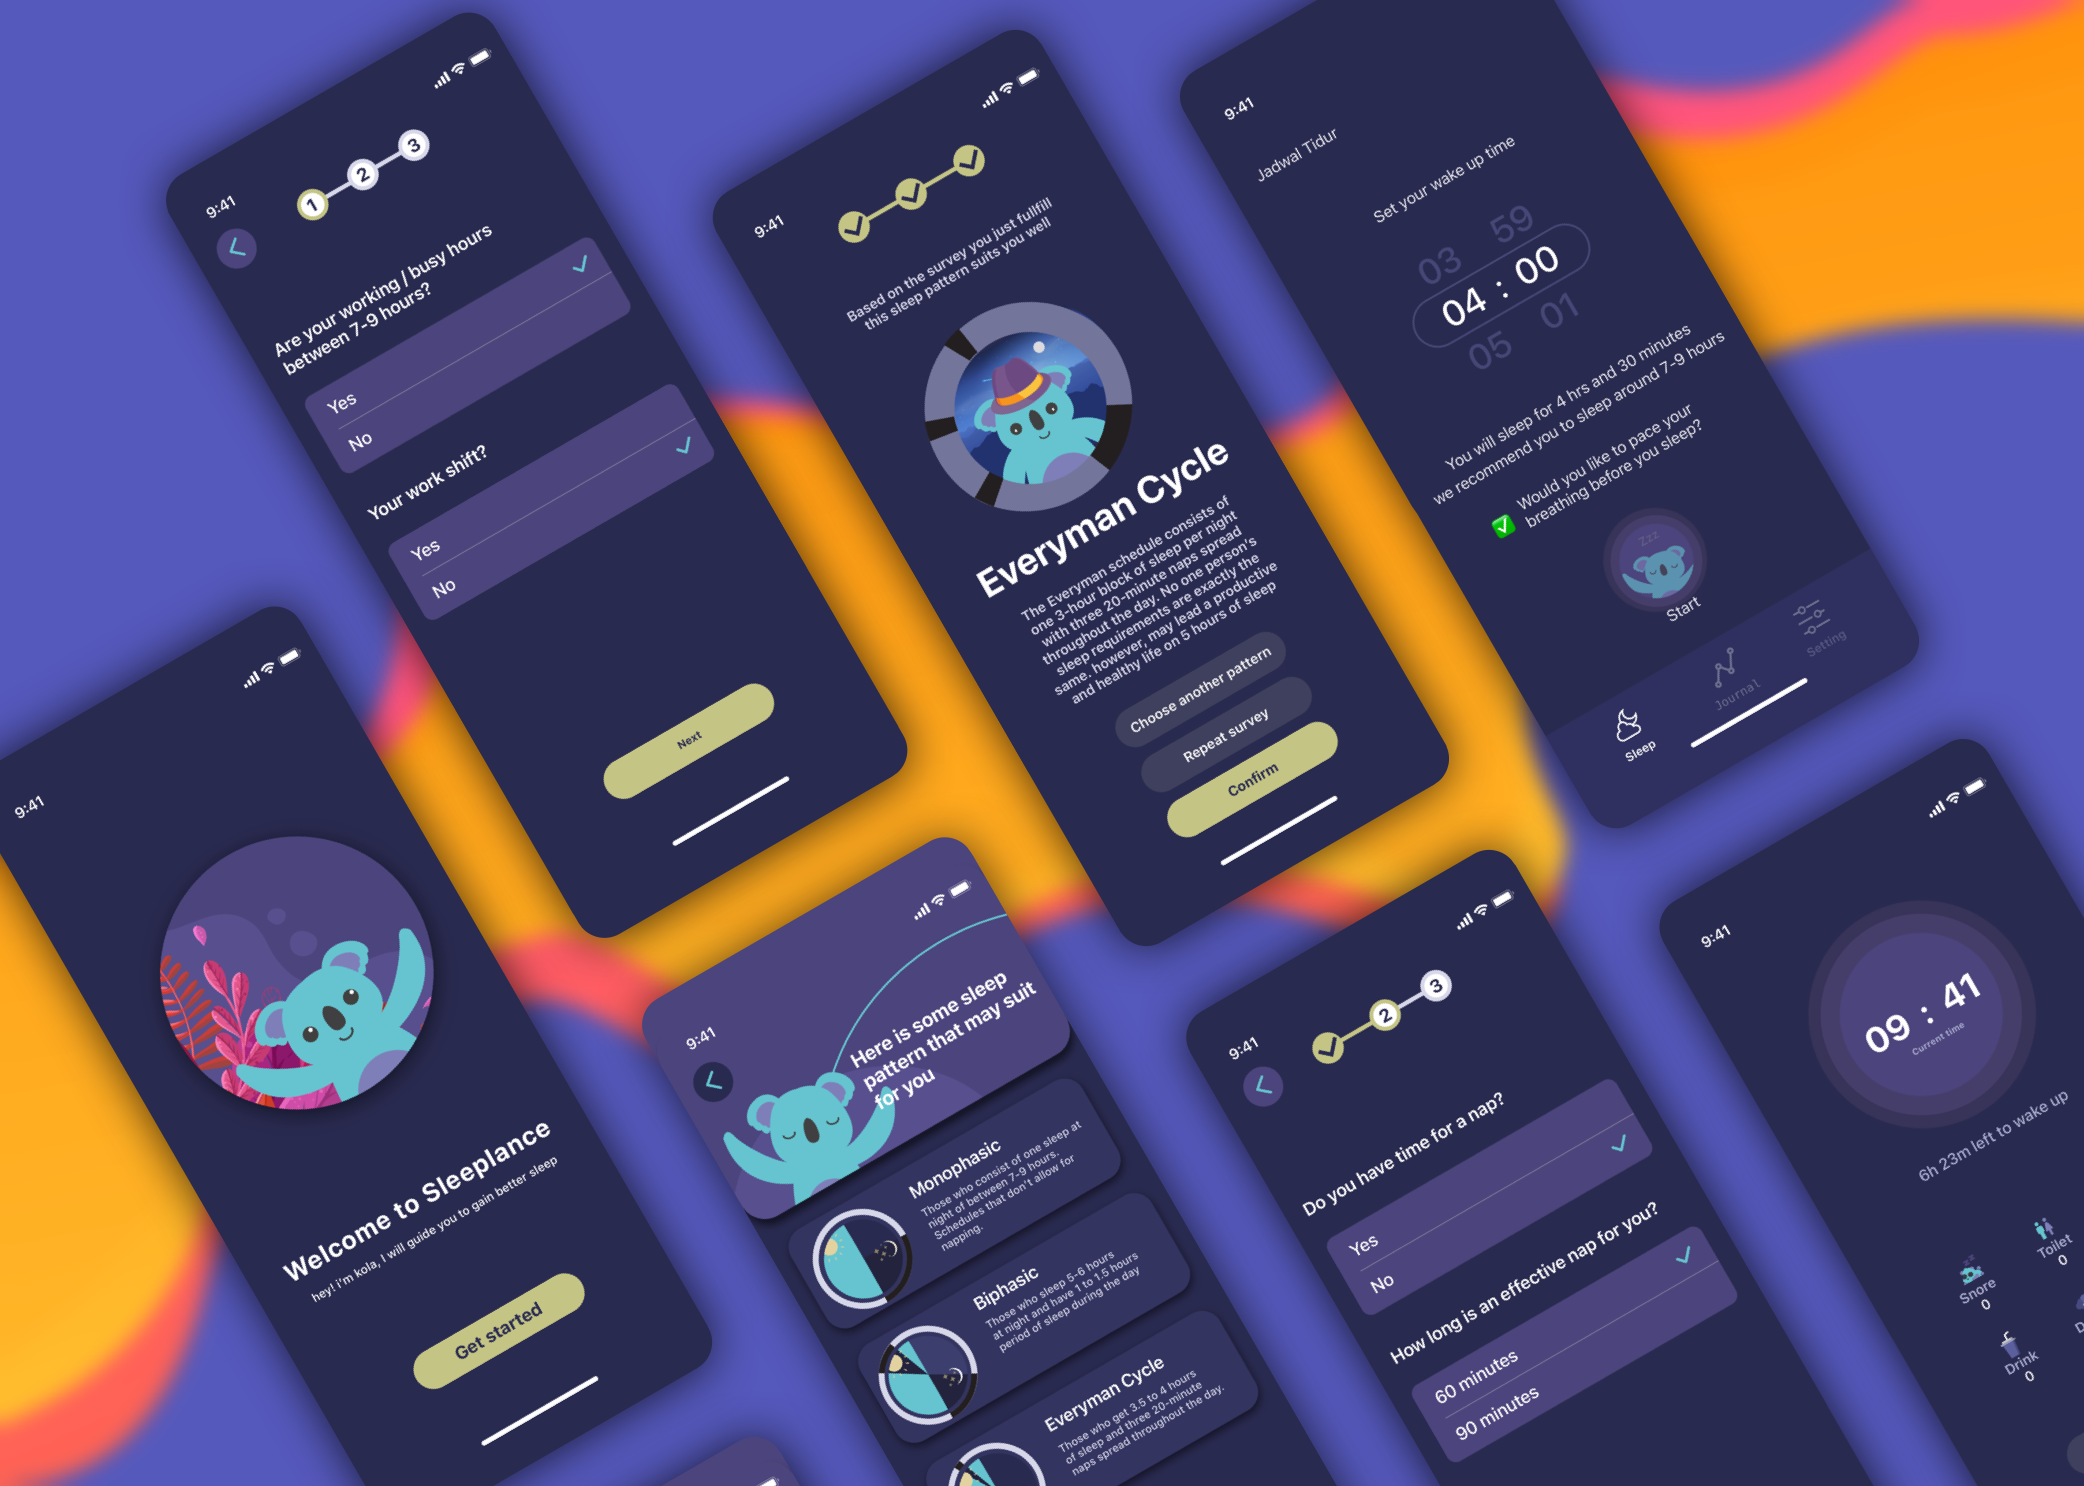 9:41
1 2 3
Are your working / busy hours
between 7-9 hours?
Yes
No
Your work shift?
Yes
No
Next
9:41
Based on the survey you just fullfill
this sleep pattern suits you well
Everyman Cycle
The Everyman schedule consists of
one 3-hour block of sleep per night
with three 20-minute naps spread
throughout the day. No one person's
sleep requirements are exactly the
same. however, may lead a productive
and healthy life on 5 hours of sleep
Choose another pattern
Repeat survey
Confirm
9:41
Jadwal Tidur
Set your wake up time
03 59
04 : 00
05 01
You will sleep for 4 hrs and 30 minutes
we recommend you to sleep around 7-9 hours
Would you like to pace your
breathing before you sleep?
Zzz
Start
Sleep
Journal
Setting
9:41
Welcome to Sleeplance
hey! i'm kola, I will guide you to gain better sleep
Get started
9:41
Here is some sleep
pattern that may suit
for you
Monophasic
Those who consist of one sleep at
night of between 7-9 hours.
Schedules that don't allow for
napping.
Biphasic
Those who sleep 5-6 hours
at night and have 1 to 1.5 hours
period of sleep during the day
Everyman Cycle
Those who get 3.5 to 4 hours
of sleep and three 20-minute
naps spread throughout the day.
9:41
2 3
Do you have time for a nap?
Yes
No
How long is an effective nap for you?
60 minutes
90 minutes
9:41
09 : 41
Current time
6h 23m left to wake up
Snore
0
Toilet
0
Drink
0